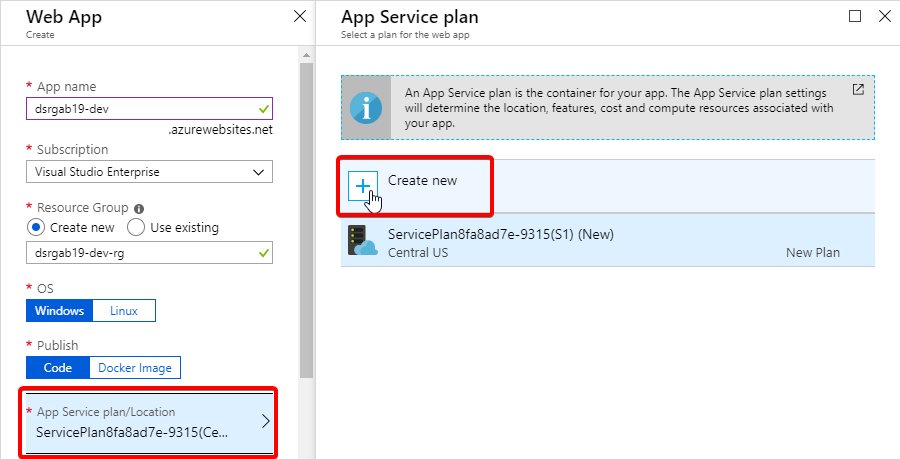 Web App
Create
* App name
dsrgab19-dev
.azurewebsites.net
* Subscription
Visual Studio Enterprise
* Resource Group
Create new
Use existing
dsrgab19-dev-rg
* OS
Windows
Linux
* Publish
Code
Docker Image
* App Service plan/Location
ServicePlan8fa8ad7e-9315(Ce...
App Service plan
Select a plan for the web app
An App Service plan is the container for your app. The App Service plan settings
will determine the location, features, cost and compute resources associated with
your app.
Create new
ServicePlan8fa8ad7e-9315(S1) (New)
Central US
New Plan